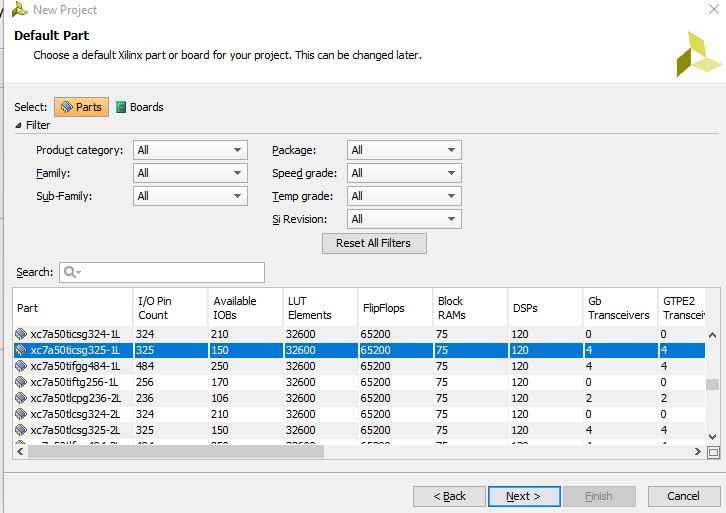 New Project
Default Part
Choose a default Xilinx part or board for your project. This can be changed later.
Select: Parts Boards
Filter
Product category: All Package: All
Family: All Speed grade: All
Sub-Family: All Temp grade: All
Si Revision: All
Reset All Filters
Search:
Part I/O Pin Count Available IOBs LUT Elements FlipFlops Block RAMs DSPs Gb Transceivers GTPE2 Transceiv
xc7a50ticsg324-1L 324 210 32600 65200 75 120 0 0
xc7a50ticsg325-1L 325 150 32600 65200 75 120 4 4
xc7a50tifgg484-1L 484 250 32600 65200 75 120 4 4
xc7a50tiftg256-1L 256 170 32600 65200 75 120 0 0
xc7a50tlcpg236-2L 236 106 32600 65200 75 120 2 2
xc7a50tlcsg324-2L 324 210 32600 65200 75 120 0 0
xc7a50tlcsg325-2L 325 150 32600 65200 75 120 4 4
< Back Next > Finish Cancel